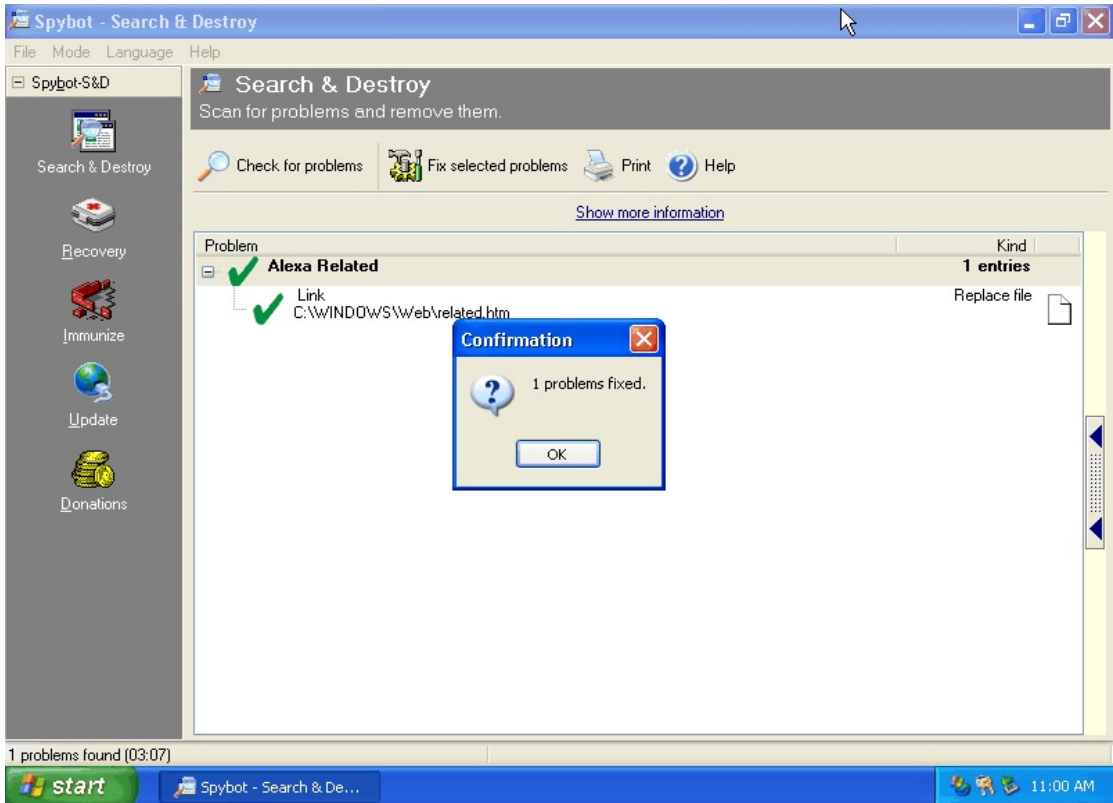 Spybot - Search & Destroy
File Mode Language Help
Spybot-S&D
Search & Destroy
Recovery
Immunize
Update
Donations
Search & Destroy
Scan for problems and remove them.
Check for problems Fix selected problems Print Help
Show more information
Problem Kind
Alexa Related 1 entries
Link Replace file
C:\WINDOWS\Web\related.htm
Confirmation
1 problems fixed.
OK
1 problems found (03:07)
start Spybot - Search & De... 11:00 AM